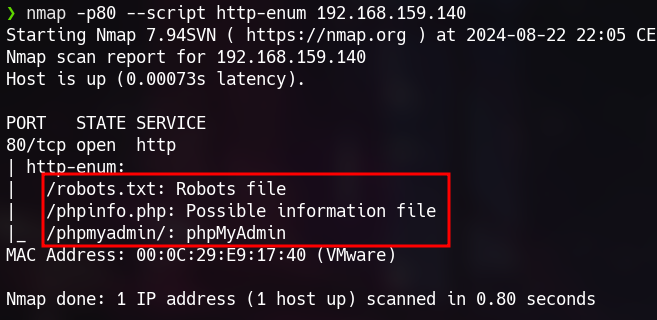 ❯ nmap -p80 --script http-enum 192.168.159.140
Starting Nmap 7.94SVN ( https://nmap.org ) at 2024-08-22 22:05 CE
Nmap scan report for 192.168.159.140
Host is up (0.00073s latency).

PORT   STATE SERVICE
80/tcp open  http
| http-enum:
|   /robots.txt: Robots file
|   /phpinfo.php: Possible information file
|_  /phpmyadmin/: phpMyAdmin
MAC Address: 00:0C:29:E9:17:40 (VMware)

Nmap done: 1 IP address (1 host up) scanned in 0.80 seconds